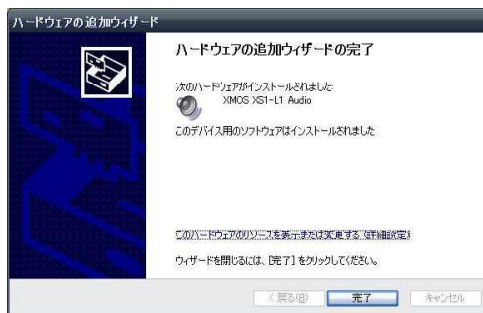 ハードウェアの追加ウィザード
ハードウェアの追加ウィザードの完了
次のハードウェアがインストールされました:
XMOS XS1-L1 Audio
このデバイス用のソフトウェアはインストールされました
このハードウェアのリソースを表示または変更する (詳細設定)
ウィザードを閉じるには、[完了] をクリックしてください。
< 戻る(B)
完了
キャンセル